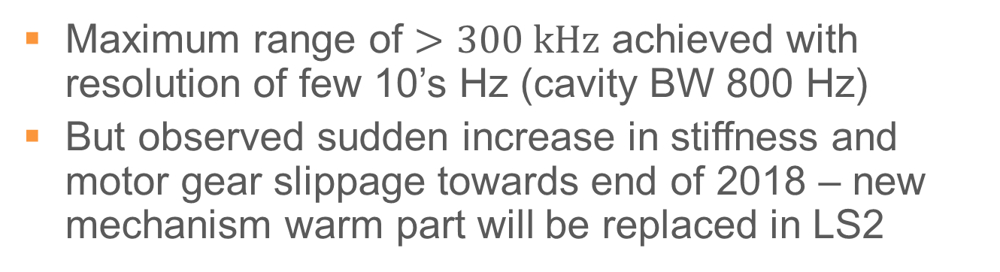 ▪ Maximum range of > 300 kHz achieved with
resolution of few 10’s Hz (cavity BW 800 Hz)
▪ But observed sudden increase in stiffness and
motor gear slippage towards end of 2018 – new
mechanism warm part will be replaced in LS2